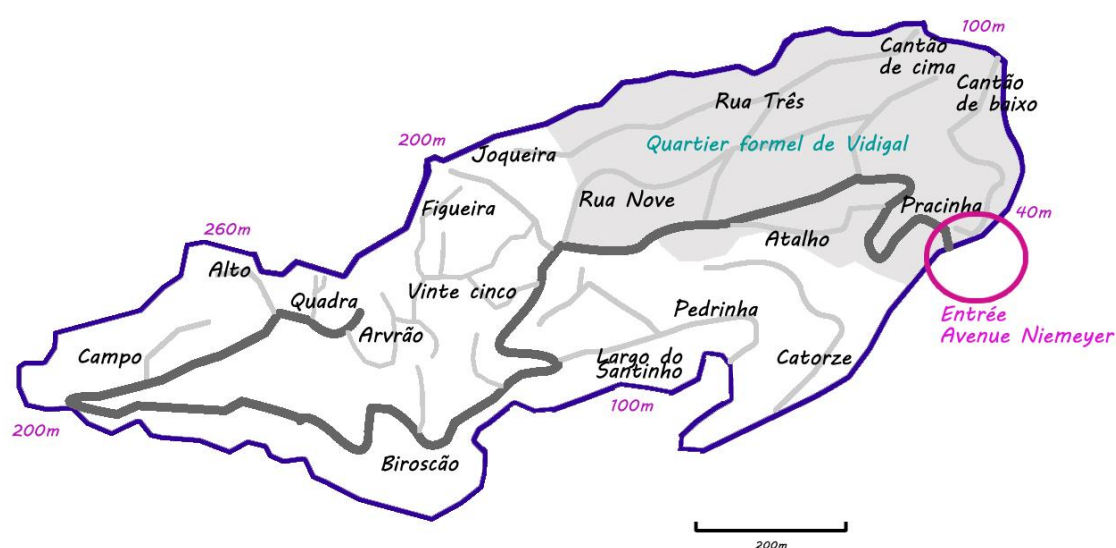 100m
Cantão
de cima
Cantão
de baixo
Rua Três
Quartier formel de Vidigal
200m
Joqueira
Rua Nove
Figueira
Pracinha
40m
Atalho
260m
Alto
Quadra
Vinte cinco
Arvrão
Pedrinha
Entrée
Avenue Niemeyer
Campo
Largo do
Santinho
Catorze
100m
200m
Biroscão
200m